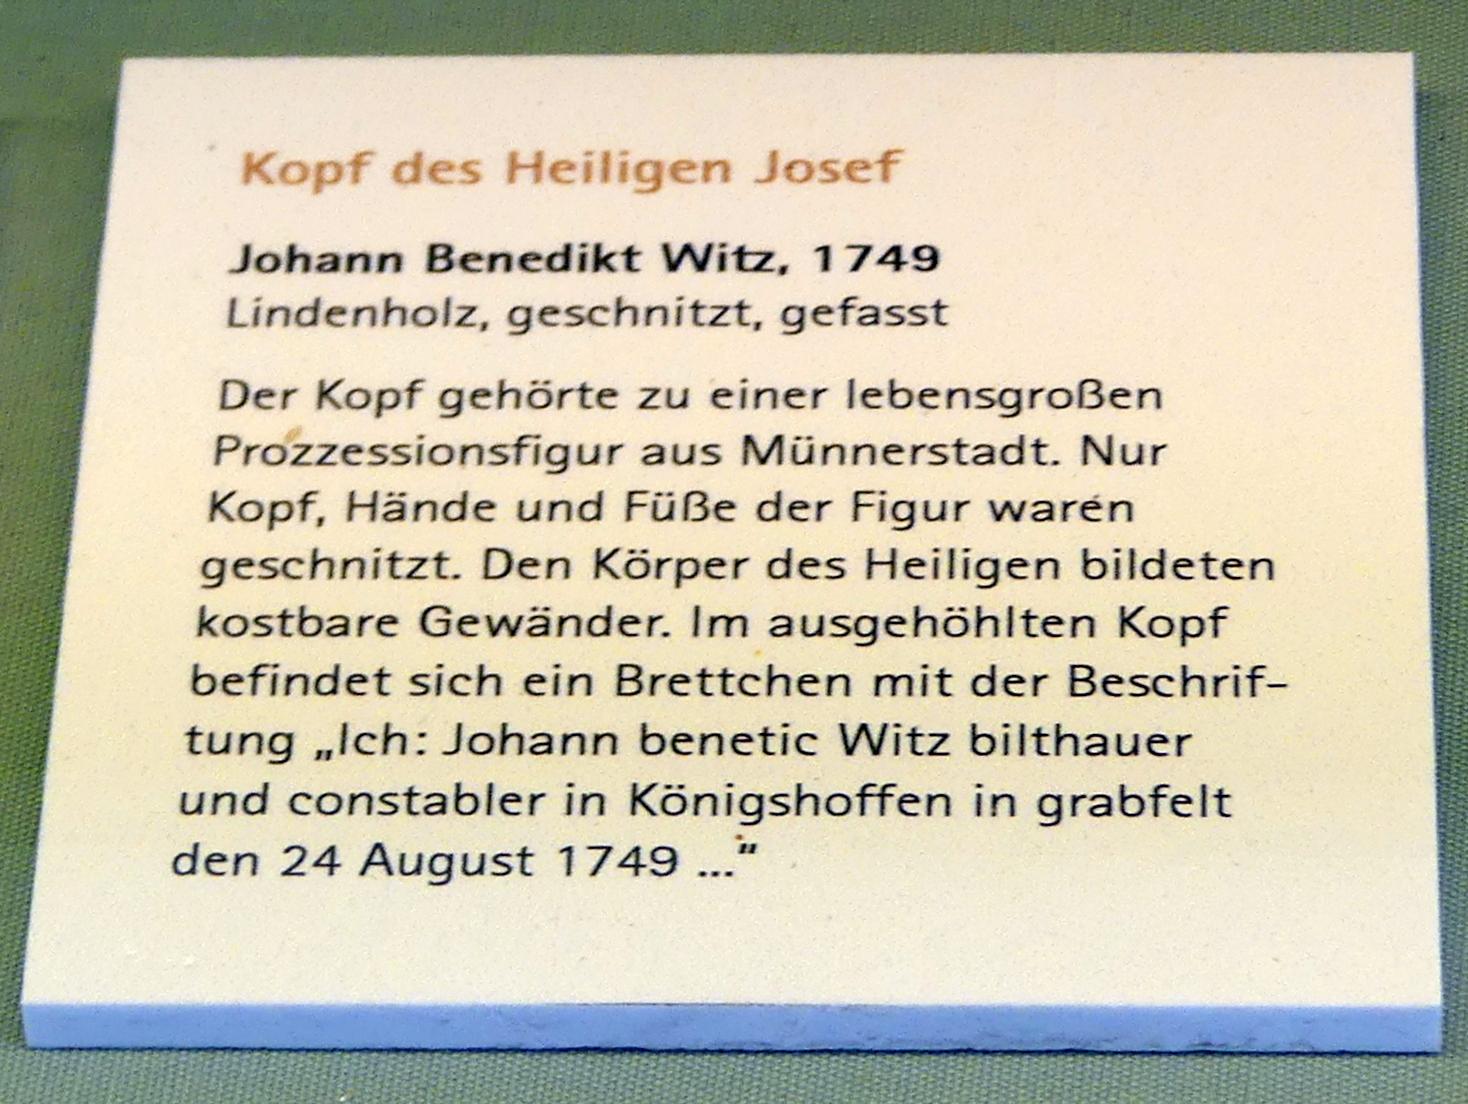 Kopf des Heiligen Josef
Johann Benedikt Witz, 1749
Lindenholz, geschnitzt, gefasst
Der Kopf gehörte zu einer lebensgroßen
Prozzessionsfigur aus Münnerstadt. Nur
Kopf, Hände und Füße der Figur waren
geschnitzt. Den Körper des Heiligen bildeten
kostbare Gewänder. Im ausgehöhlten Kopf
befindet sich ein Brettchen mit der Beschrif-
tung „Ich: Johann benetic Witz bilthauer
und constabler in Königshoffen in grabfelt
den 24 August 1749 ..."